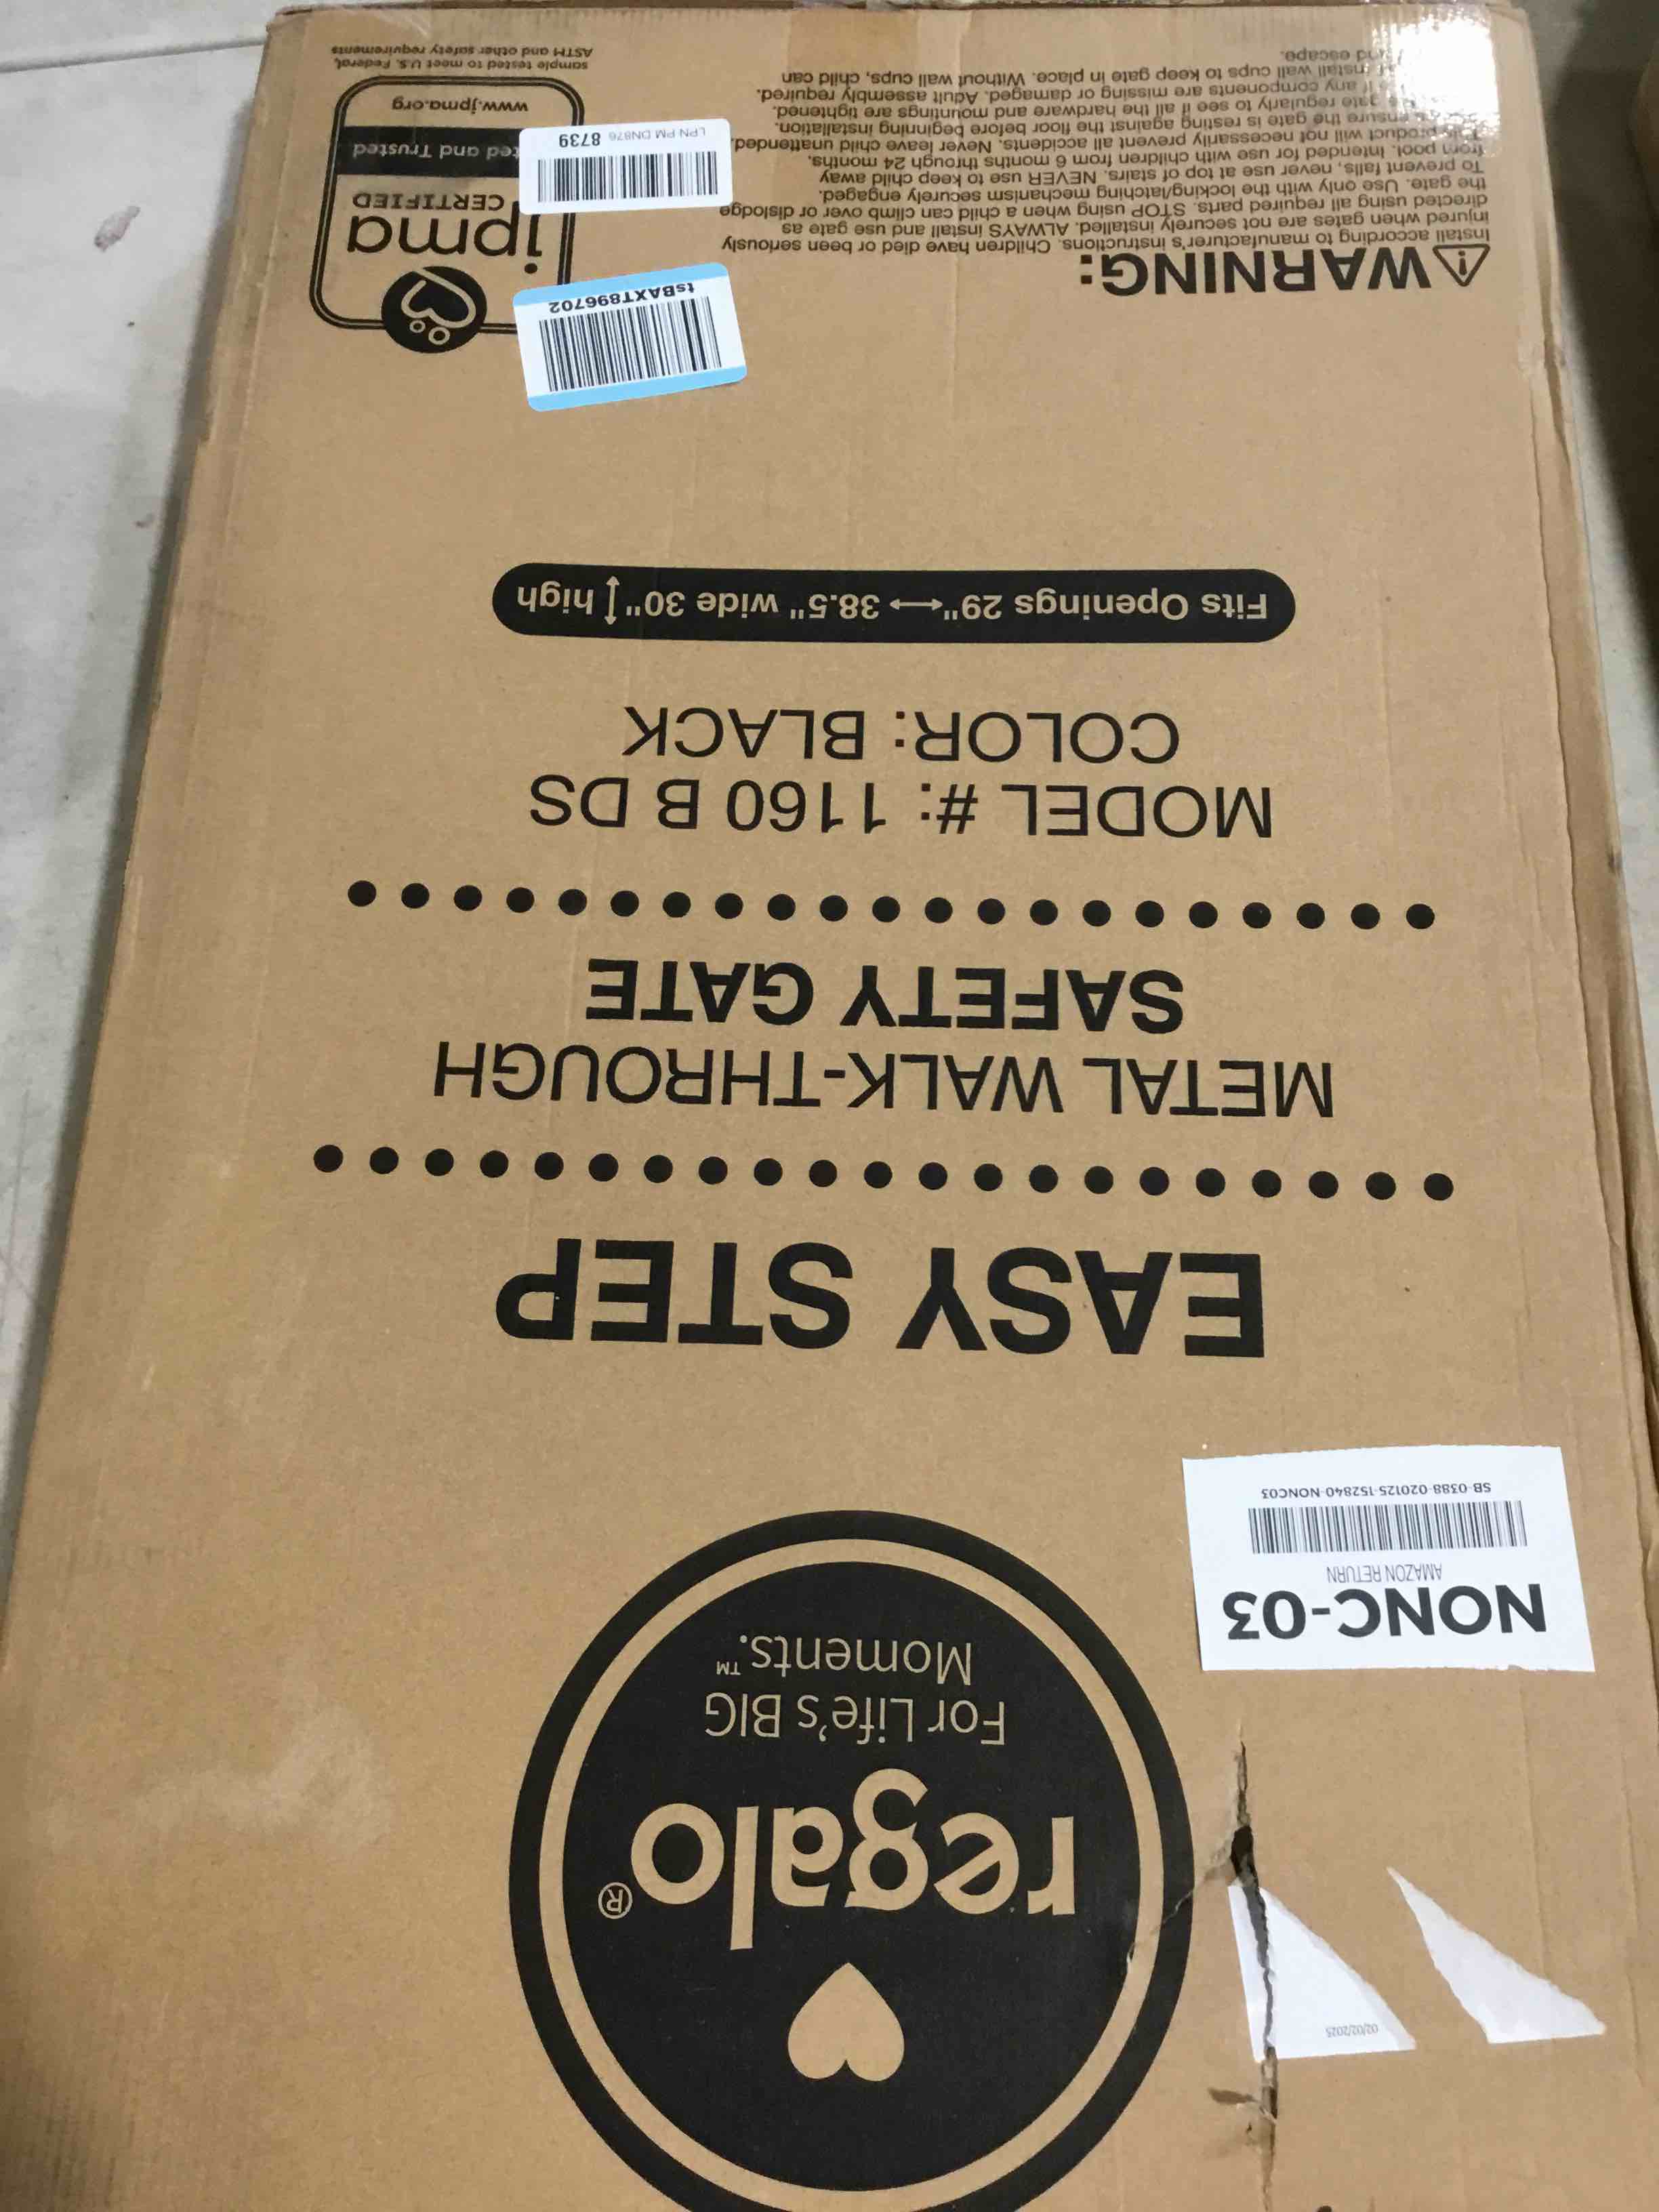 regalo®
For Life's BIG
Moments.™
02/02/2025
NONC-03
AMAZON RETURN
SB-0388-020125-152840-NONC03
EASY STEP
METAL WALK-THROUGH
SAFETY GATE
MODEL #: 1160 B DS
COLOR: BLACK
Fits Openings 29"↔38.5" wide 30"↕high
⚠WARNING:
Install according to manufacturer's instructions. Children have died or been seriously
injured when gates are not securely installed. ALWAYS install and use gate as
directed using all required parts. STOP using when a child can climb over or dislodge
the gate. Use only with the locking/latching mechanism securely engaged.
To prevent falls, never use at top of stairs. NEVER use to keep child away
from pool. Intended for use with children from 6 months through 24 months.
This product will not necessarily prevent all accidents. Never leave child unattended.
ensure the gate is resting against the floor before beginning installation.
gate regularly to see if all the hardware and mountings are tightened.
if any components are missing or damaged. Adult assembly required.
install wall cups to keep gate in place. Without wall cups, child can
and escape.
tsBAXT896702
LPN PM DN876 8739
jpma
CERTIFIED
ted and Trusted
www.jpma.org
sample tested to meet U.S. Federal,
ASTM and other safety requirements